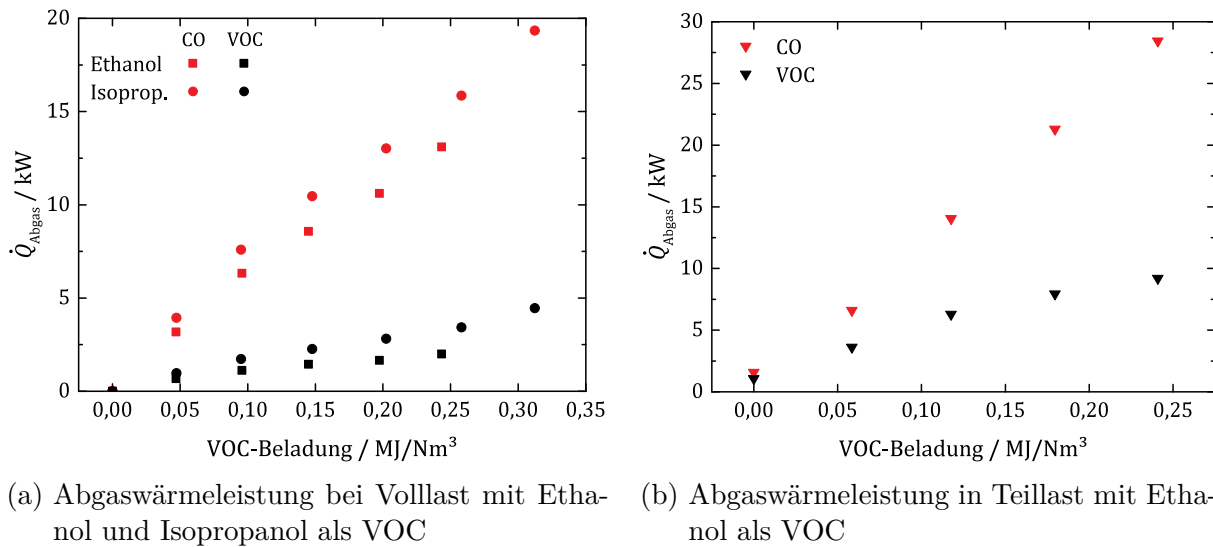 20
15
10
5
0
Q̇Abgas / kW
CO VOC
Ethanol
Isoprop.
0,00 0,05 0,10 0,15 0,20 0,25 0,30 0,35
VOC-Beladung / MJ/Nm³
(a) Abgaswärmeleistung bei Volllast mit Etha-
nol und Isopropanol als VOC
30
25
20
15
10
5
0
Q̇Abgas / kW
CO
VOC
0,00 0,05 0,10 0,15 0,20 0,25
VOC-Beladung / MJ/Nm³
(b) Abgaswärmeleistung in Teillast mit Etha-
nol als VOC